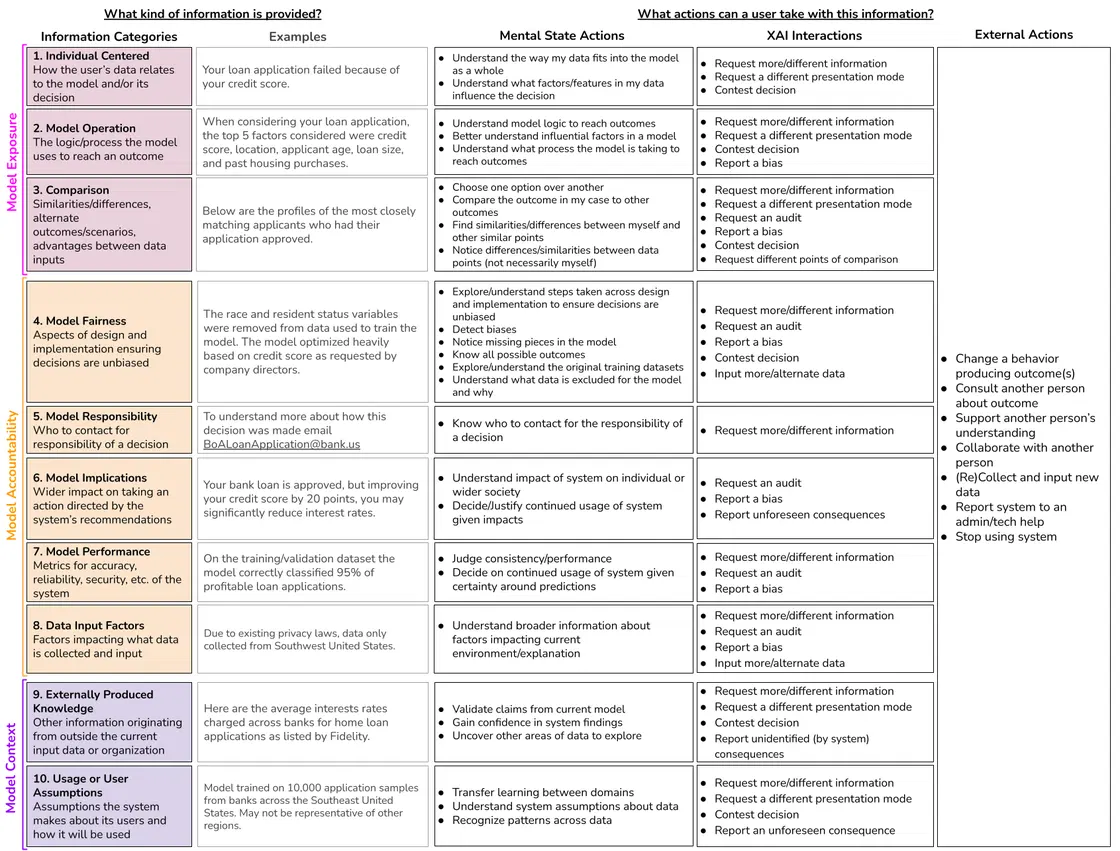 What kind of information is provided?
What actions can a user take with this information?
Information Categories
Examples
Mental State Actions
XAI Interactions
External Actions
Model Exposure
1. Individual Centered
How the user's data relates
to the model and/or its
decision
Your loan application failed because of
your credit score.
● Understand the way my data fits into the model
as a whole
● Understand what factors/features in my data
influence the decision
● Request more/different information
● Request a different presentation mode
● Contest decision
2. Model Operation
The logic/process the model
uses to reach an outcome
When considering your loan application,
the top 5 factors considered were credit
score, location, applicant age, loan size,
and past housing purchases.
● Understand model logic to reach outcomes
● Better understand influential factors in a model
● Understand what process the model is taking to
reach outcomes
● Request more/different information
● Request a different presentation mode
● Contest decision
● Report a bias
3. Comparison
Similarities/differences,
alternate
outcomes/scenarios,
advantages between data
inputs
Below are the profiles of the most closely
matching applicants who had their
application approved.
● Choose one option over another
● Compare the outcome in my case to other
outcomes
● Find similarities/differences between myself and
other similar points
● Notice differences/similarities between data
points (not necessarily myself)
● Request more/different information
● Request a different presentation mode
● Request an audit
● Report a bias
● Contest decision
● Request different points of comparison
Model Accountability
4. Model Fairness
Aspects of design and
implementation ensuring
decisions are unbiased
The race and resident status variables
were removed from data used to train the
model. The model optimized heavily
based on credit score as requested by
company directors.
● Explore/understand steps taken across design
and implementation to ensure decisions are
unbiased
● Detect biases
● Notice missing pieces in the model
● Know all possible outcomes
● Explore/understand the original training datasets
● Understand what data is excluded for the model
and why
● Request more/different information
● Request an audit
● Report a bias
● Contest decision
● Input more/alternate data
5. Model Responsibility
Who to contact for
responsibility of a decision
To understand more about how this
decision was made email
BoALoanApplication@bank.us
● Know who to contact for the responsibility of
a decision
● Request more/different information
6. Model Implications
Wider impact on taking an
action directed by the
system's recommendations
Your bank loan is approved, but improving
your credit score by 20 points, you may
significantly reduce interest rates.
● Understand impact of system on individual or
wider society
● Decide/Justify continued usage of system
given impacts
● Request an audit
● Report a bias
● Report unforeseen consequences
7. Model Performance
Metrics for accuracy,
reliability, security, etc. of the
system
On the training/validation dataset the
model correctly classified 95% of
profitable loan applications.
● Judge consistency/performance
● Decide on continued usage of system given
certainty around predictions
● Request more/different information
● Request an audit
● Report a bias
8. Data Input Factors
Factors impacting what data
is collected and input
Due to existing privacy laws, data only
collected from Southwest United States.
● Understand broader information about
factors impacting current
environment/explanation
● Request more/different information
● Request an audit
● Report a bias
● Input more/alternate data
Model Context
9. Externally Produced
Knowledge
Other information originating
from outside the current
input data or organization
Here are the average interests rates
charged across banks for home loan
applications as listed by Fidelity.
● Validate claims from current model
● Gain confidence in system findings
● Uncover other areas of data to explore
● Request more/different information
● Request a different presentation mode
● Contest decision
● Report unidentified (by system)
consequences
10. Usage or User
Assumptions
Assumptions the system
makes about its users and
how it will be used
Model trained on 10,000 application samples
from banks across the Southeast United
States. May not be representative of other
regions.
● Transfer learning between domains
● Understand system assumptions about data
● Recognize patterns across data
● Request more/different information
● Request a different presentation mode
● Contest decision
● Report an unforeseen consequence
● Change a behavior
producing outcome(s)
● Consult another person
about outcome
● Support another person's
understanding
● Collaborate with another
person
● (Re)Collect and input new
data
● Report system to an
admin/tech help
● Stop using system